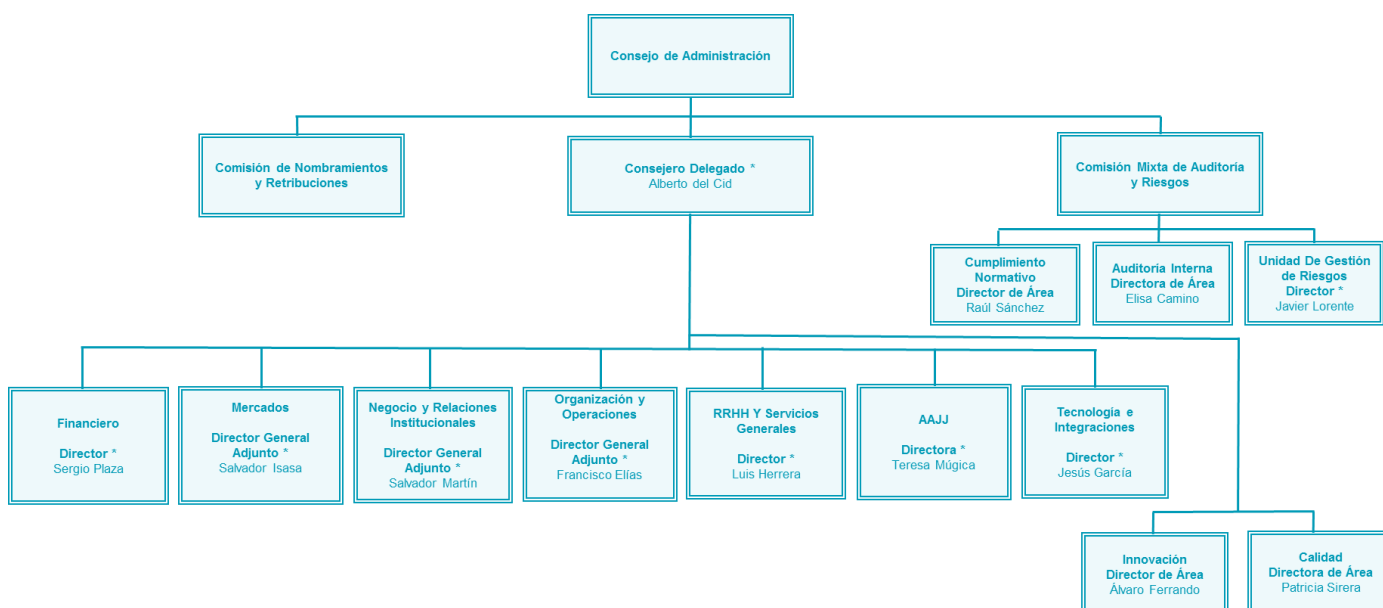 Consejo de Administración
Comisión de Nombramientos
y Retribuciones
Consejero Delegado *
Alberto del Cid
Comisión Mixta de Auditoría
y Riesgos
Cumplimiento
Normativo
Director de Área
Raúl Sánchez
Auditoría Interna
Directora de Área
Elisa Camino
Unidad De Gestión
de Riesgos
Director *
Javier Lorente
Financiero
Director *
Sergio Plaza
Mercados
Director General
Adjunto *
Salvador Isasa
Negocio y Relaciones
Institucionales
Director General
Adjunto *
Salvador Martín
Organización y
Operaciones
Director General
Adjunto *
Francisco Elías
RRHH Y Servicios
Generales
Director *
Luis Herrera
AAJJ
Directora *
Teresa Múgica
Tecnología e
Integraciones
Director *
Jesús García
Innovación
Director de Área
Álvaro Ferrando
Calidad
Directora de Área
Patricia Sirera